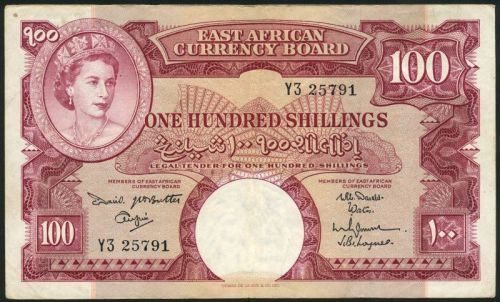 ૧૦૦
EAST AFRICAN
CURRENCY BOARD
100
Y3 25791
ONE HUNDRED SHILLINGS
LEGAL TENDER FOR ONE HUNDRED SHILLINGS
MEMBERS OF EAST AFRICAN
CURRENCY BOARD
MEMBERS OF EAST AFRICAN
CURRENCY BOARD
100
Y3 25791
١٠٠